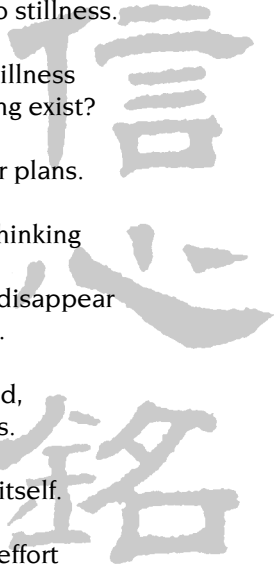 o stillness.
illness
ng exist?
r plans.
hinking
disappear
.
d,
s.
itself.
effort
信
心
銘